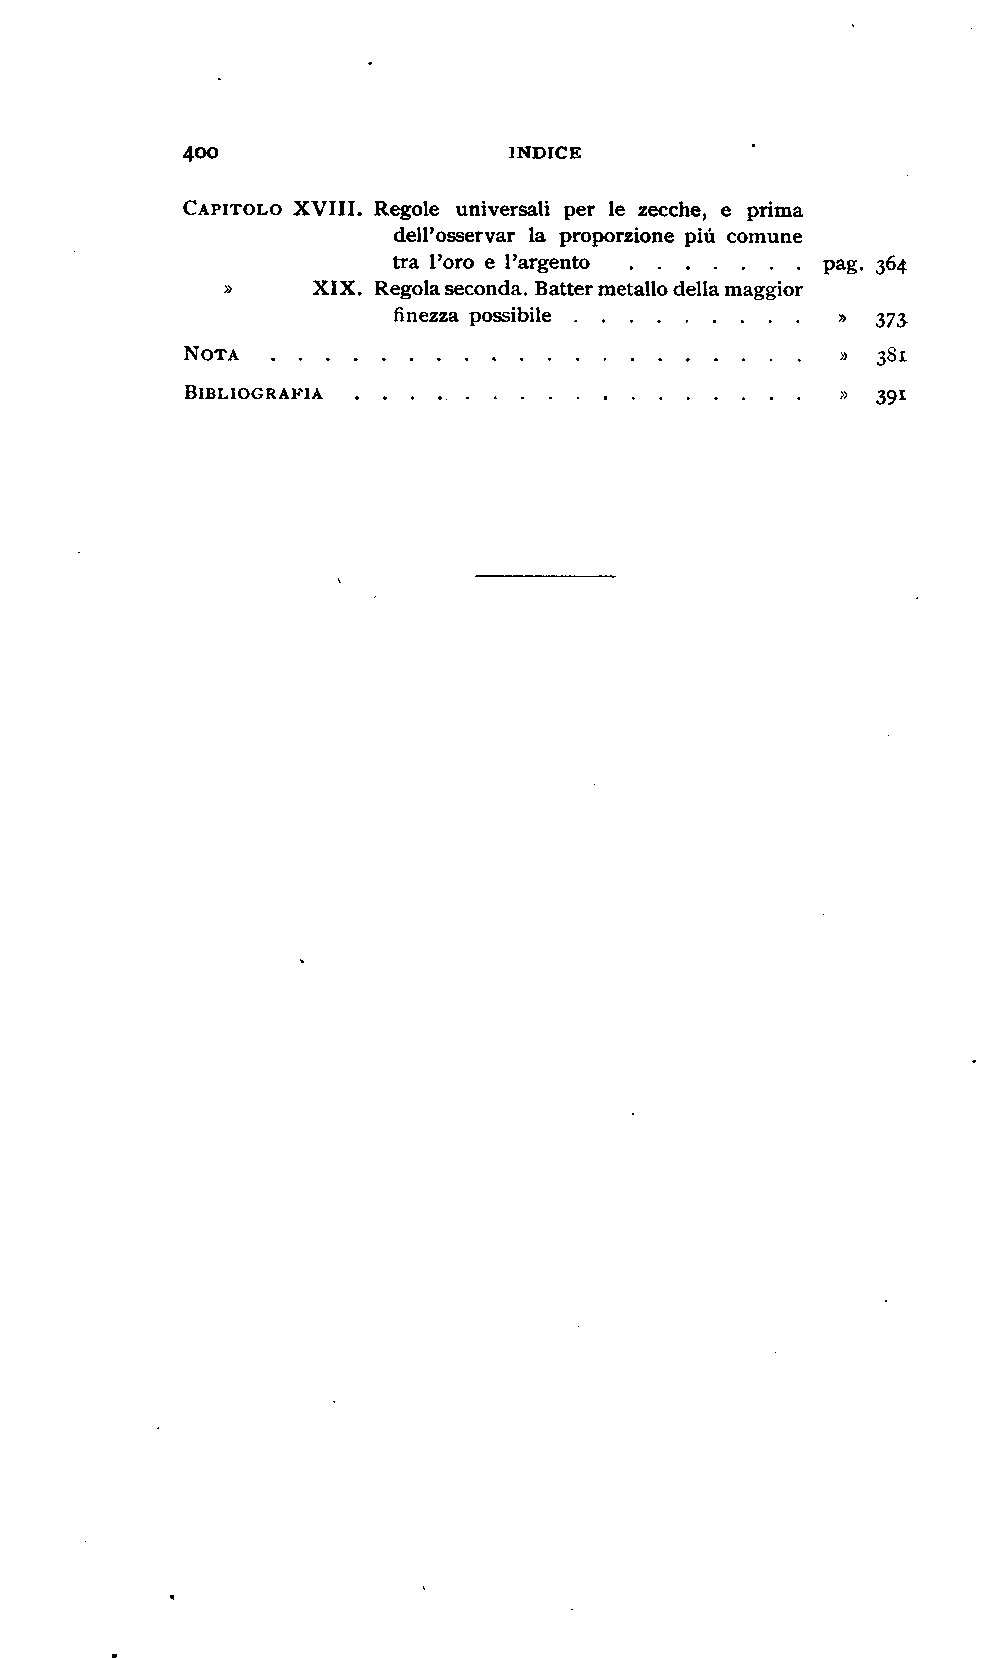 400 INDICE
CAPITOLO XVIII. Regole universali per le zecche, e prima
dell'osservar la proporzione piú comune
tra l'oro e l'argento . . . . . . . pag. 364
» XIX. Regola seconda. Batter metallo della maggior
finezza possibile . . . . . . . . . » 373
NOTA . . . . . . . . . . . . . . . . . . . . » 381
BIBLIOGRAFIA . . . . . . . . . . . . . . . . . » 391